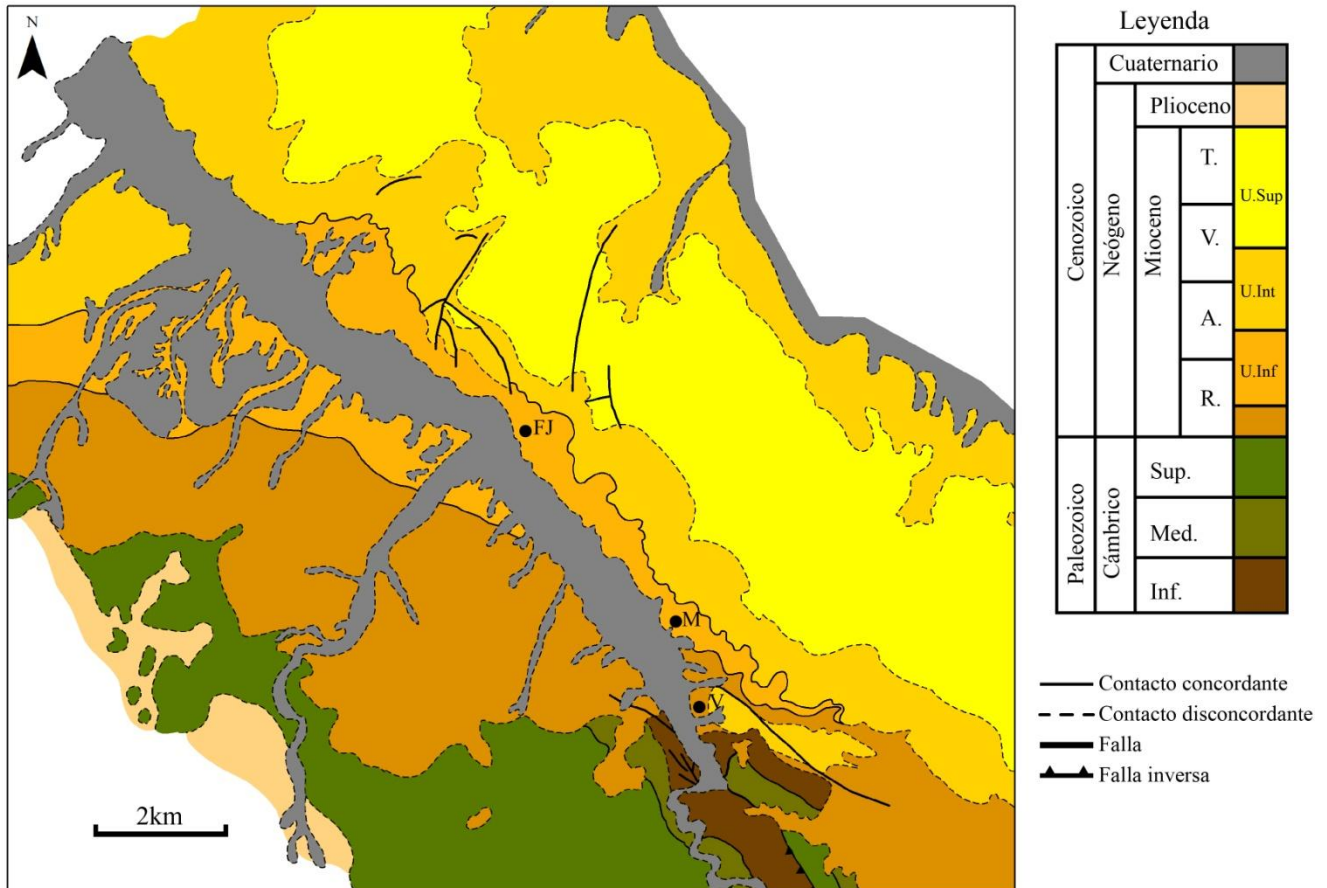 N
FJ
M
V
2km
Leyenda
Cenozoico
Neógeno
Mioceno
Cuaternario
Plioceno
T.
V.
A.
R.
U.Sup
U.Int
U.Inf
Paleozoico
Cámbrico
Sup.
Med.
Inf.
Contacto concordante
Contacto disconcordante
Falla
Falla inversa